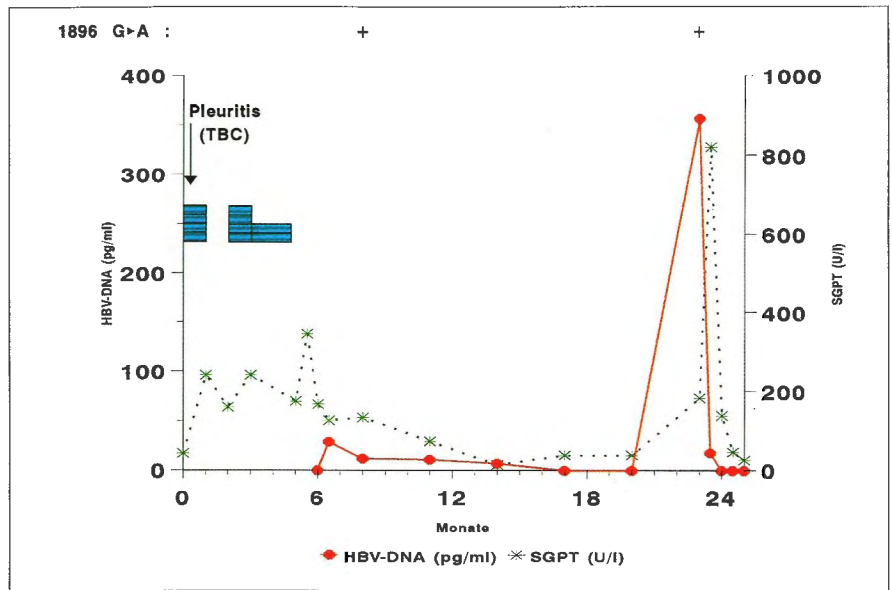 1896 G►A : + +
400 1000
Pleuritis
(TBC)
300 800
600
200
400
100
200
0 0
0 6 12 18 24
HBV-DNA (pg/ml)
SGPT (U/l)
Monate
HBV-DNA (pg/ml) SGPT (U/l)